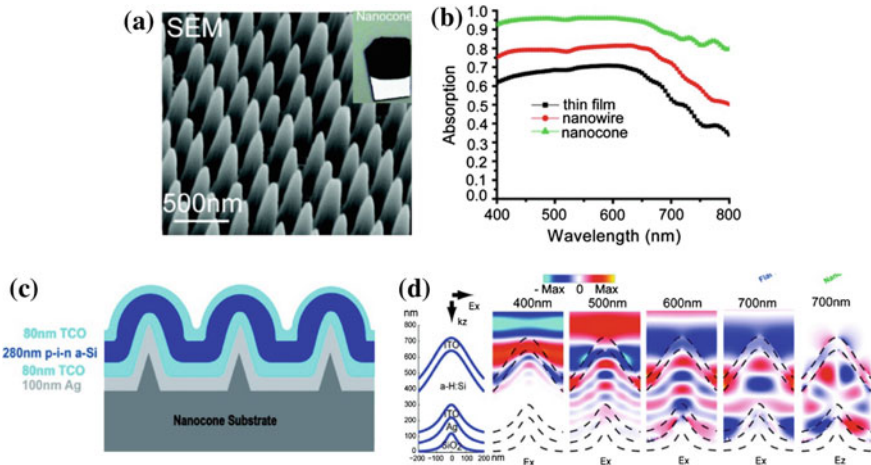 (a)
SEM
Nanocone
500nm
(b)
Absorption
1.0
0.9
0.8
0.7
0.6
0.5
0.4
0.3
0.2
0.1
0.0
thin film
nanowire
nanocone
400 500 600 700 800
Wavelength (nm)
(c)
80nm TCO
280nm p-i-n a-Si
80nm TCO
100nm Ag
Nanocone Substrate
(d)
- Max 0 + Max
Ex
kz
400nm 500nm 600nm 700nm 700nm
nm
800
700
600
500
400
300
200
100
0
ITO
a-H:Si
ITO
Ag
SiO2
-200 -100 0 100 200 nm
Ex Ex Ex Ex Ex Ez